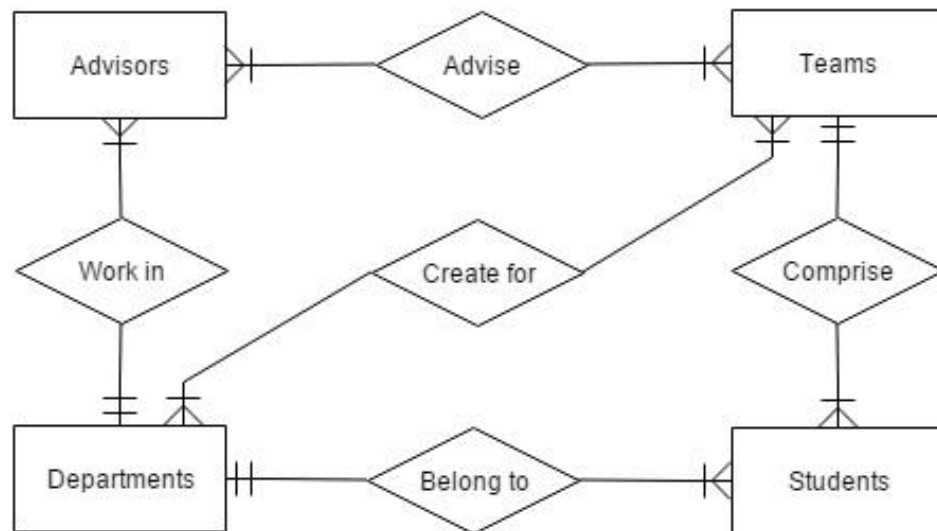 Advisors
Advise
Teams
Work in
Create for
Comprise
Departments
Belong to
Students